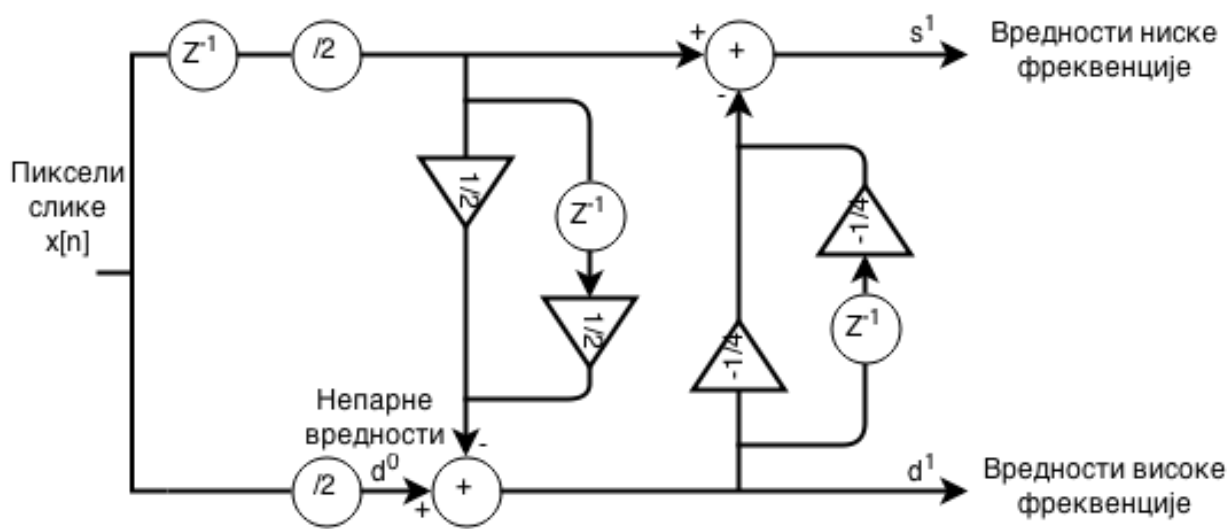 Z⁻¹
/2
+
+
s¹
Вредности ниске
фреквенције
-
Пиксели
слике
x[n]
1/2
Z⁻¹
1/2
-1/4
Z⁻¹
-1/4
Непарне
вредности
-
/2
d⁰
+
+
d¹
Вредности високе
фреквенције